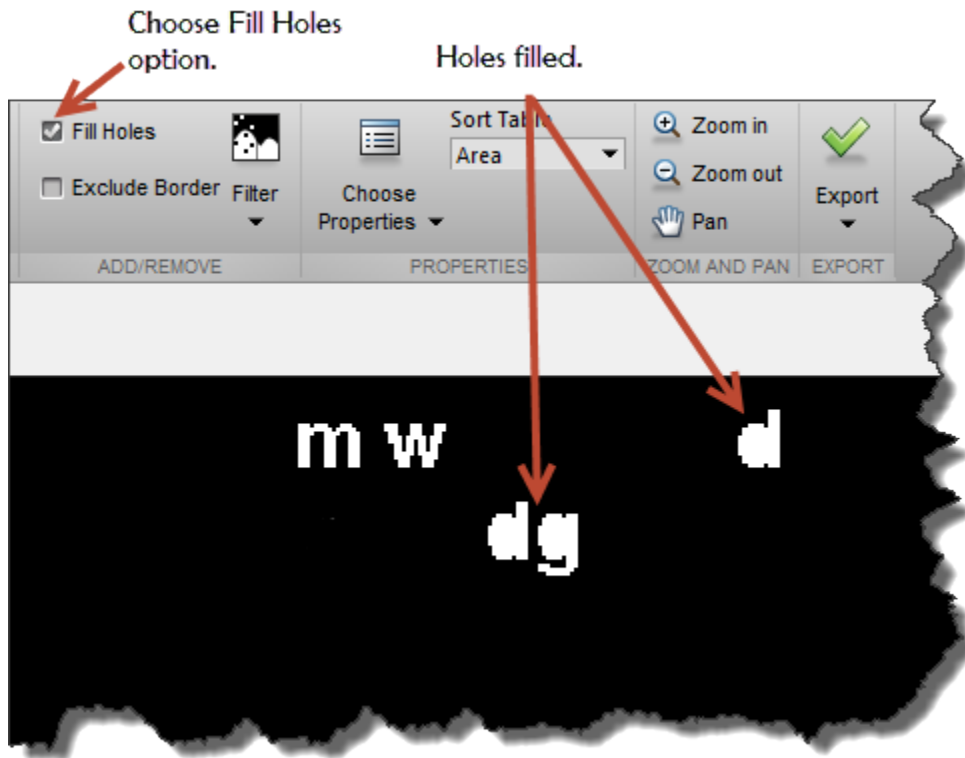 Choose Fill Holes
option.
Holes filled.
Fill Holes
Exclude Border
Filter
ADD/REMOVE
Choose
Properties
Sort Table
Area
PROPERTIES
Zoom in
Zoom out
Pan
ZOOM AND PAN
Export
EXPORT
m w d
dg